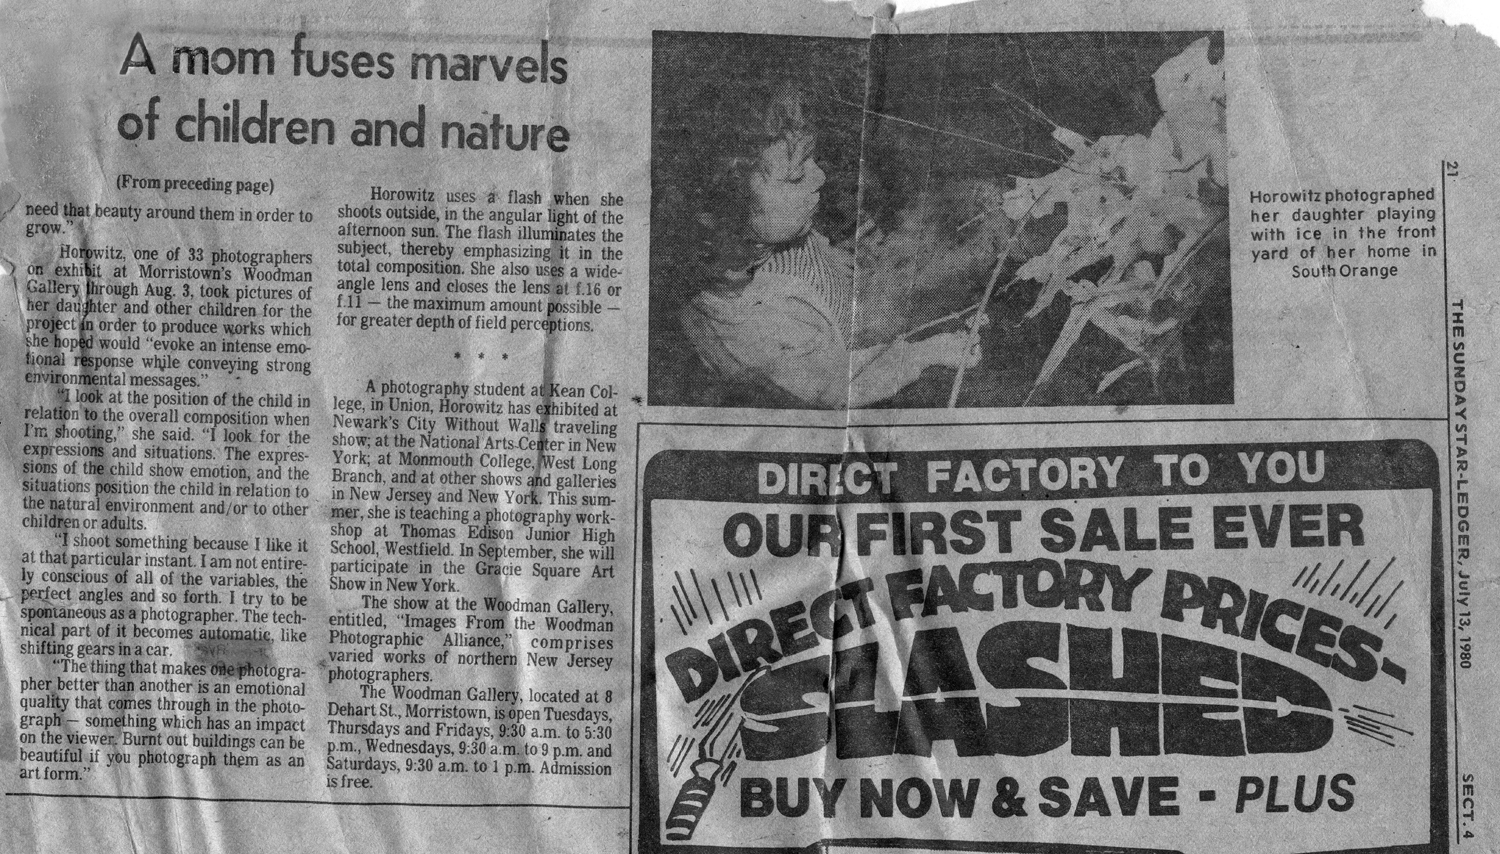 A mom fuses marvels
of children and nature
(From preceding page)
need that beauty around them in order to
grow.”
Horowitz, one of 33 photographers
on exhibit at Morristown’s Woodman
Gallery through Aug. 3, took pictures of
her daughter and other children for the
project in order to produce works which
she hoped would “evoke an intense emo-
tional response while conveying strong
environmental messages.”
“I look at the position of the child in
relation to the overall composition when
I’m shooting,” she said. “I look for the
expressions and situations. The expres-
sions of the child show emotion, and the
situations position the child in relation to
the natural environment and/or to other
children or adults.
“I shoot something because I like it
at that particular instant. I am not entire-
ly conscious of all of the variables, the
perfect angles and so forth. I try to be
spontaneous as a photographer. The tech-
nical part of it becomes automatic, like
shifting gears in a car.
“The thing that makes one photogra-
pher better than another is an emotional
quality that comes through in the photo-
graph — something which has an impact
on the viewer. Burnt out buildings can be
beautiful if you photograph them as an
art form.”
Horowitz uses a flash when she
shoots outside, in the angular light of the
afternoon sun. The flash illuminates the
subject, thereby emphasizing it in the
total composition. She also uses a wide-
angle lens and closes the lens at f.16 or
f.11 — the maximum amount possible —
for greater depth of field perceptions.
* * *
A photography student at Kean Col-
lege, in Union, Horowitz has exhibited at
Newark’s City Without Walls traveling
show; at the National Arts Center in New
York; at Monmouth College, West Long
Branch, and at other shows and galleries
in New Jersey and New York. This sum-
mer, she is teaching a photography work-
shop at Thomas Edison Junior High
School, Westfield. In September, she will
participate in the Gracie Square Art
Show in New York.
The show at the Woodman Gallery,
entitled, “Images From the Woodman
Photographic Alliance,” comprises
varied works of northern New Jersey
photographers.
The Woodman Gallery, located at 8
Dehart St., Morristown, is open Tuesdays,
Thursdays and Fridays, 9:30 a.m. to 5:30
p.m., Wednesdays, 9:30 a.m. to 9 p.m. and
Saturdays, 9:30 a.m. to 1 p.m. Admission
is free.
Horowitz photographed
her daughter playing
with ice in the front
yard of her home in
South Orange
DIRECT FACTORY TO YOU
OUR FIRST SALE EVER
DIRECT FACTORY PRICES-
SLASHED
BUY NOW & SAVE - PLUS
21
THE SUNDAY STAR-LEDGER, July 13, 1980
SECT. 4